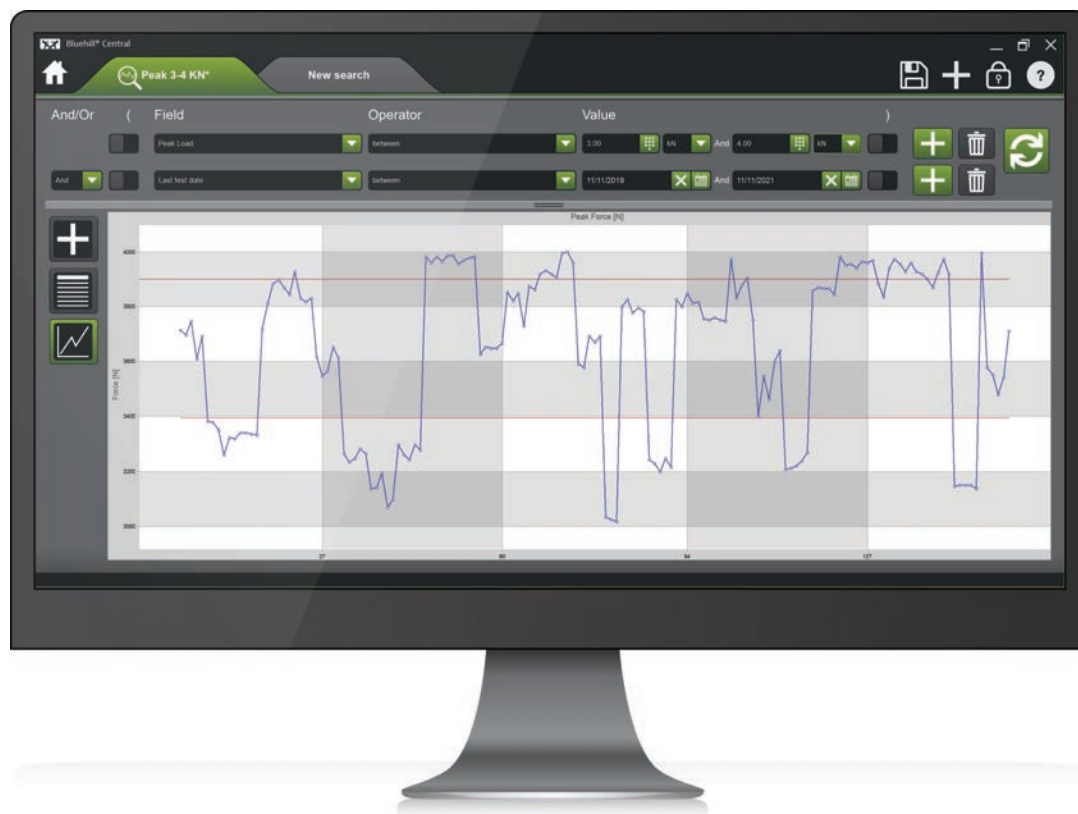 Bluehill® Central
Peak 3-4 KN* New search ?
And/Or ( Field Operator Value )
Peak Load between 3.00 kN And 4.00 kN
And Last test date between 11/11/2019 And 11/11/2021
Peak Force [N]
4000
3800
3600
3400
3200
3000
Force [N]
27 60 94 127